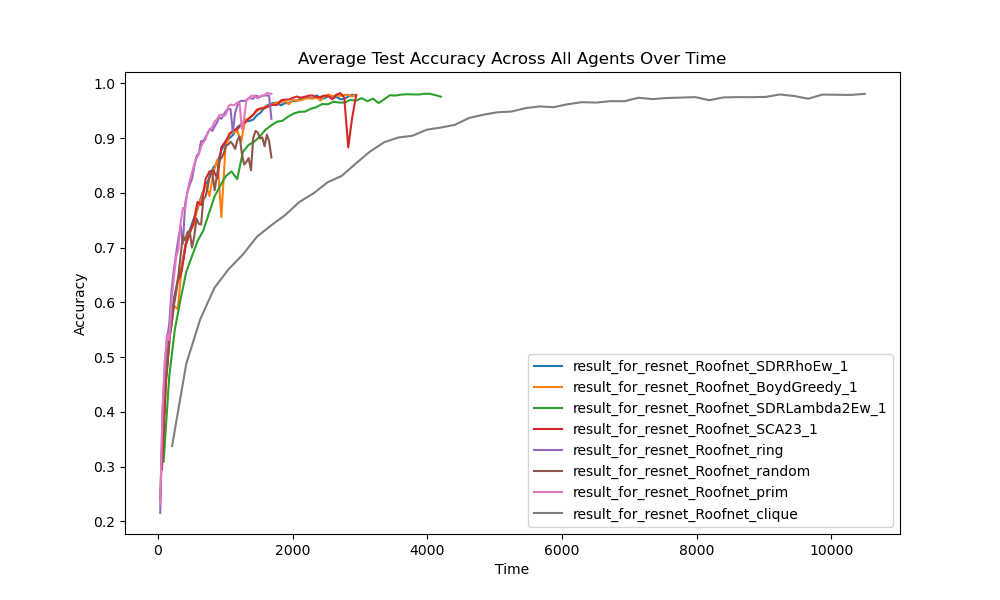 Average Test Accuracy Across All Agents Over Time
1.0
0.9
0.8
0.7
0.6
0.5
0.4
0.3
0.2
Accuracy
0 2000 4000 6000 8000 10000
Time
result_for_resnet_Roofnet_SDRRhoEw_1
result_for_resnet_Roofnet_BoydGreedy_1
result_for_resnet_Roofnet_SDRLambda2Ew_1
result_for_resnet_Roofnet_SCA23_1
result_for_resnet_Roofnet_ring
result_for_resnet_Roofnet_random
result_for_resnet_Roofnet_prim
result_for_resnet_Roofnet_clique